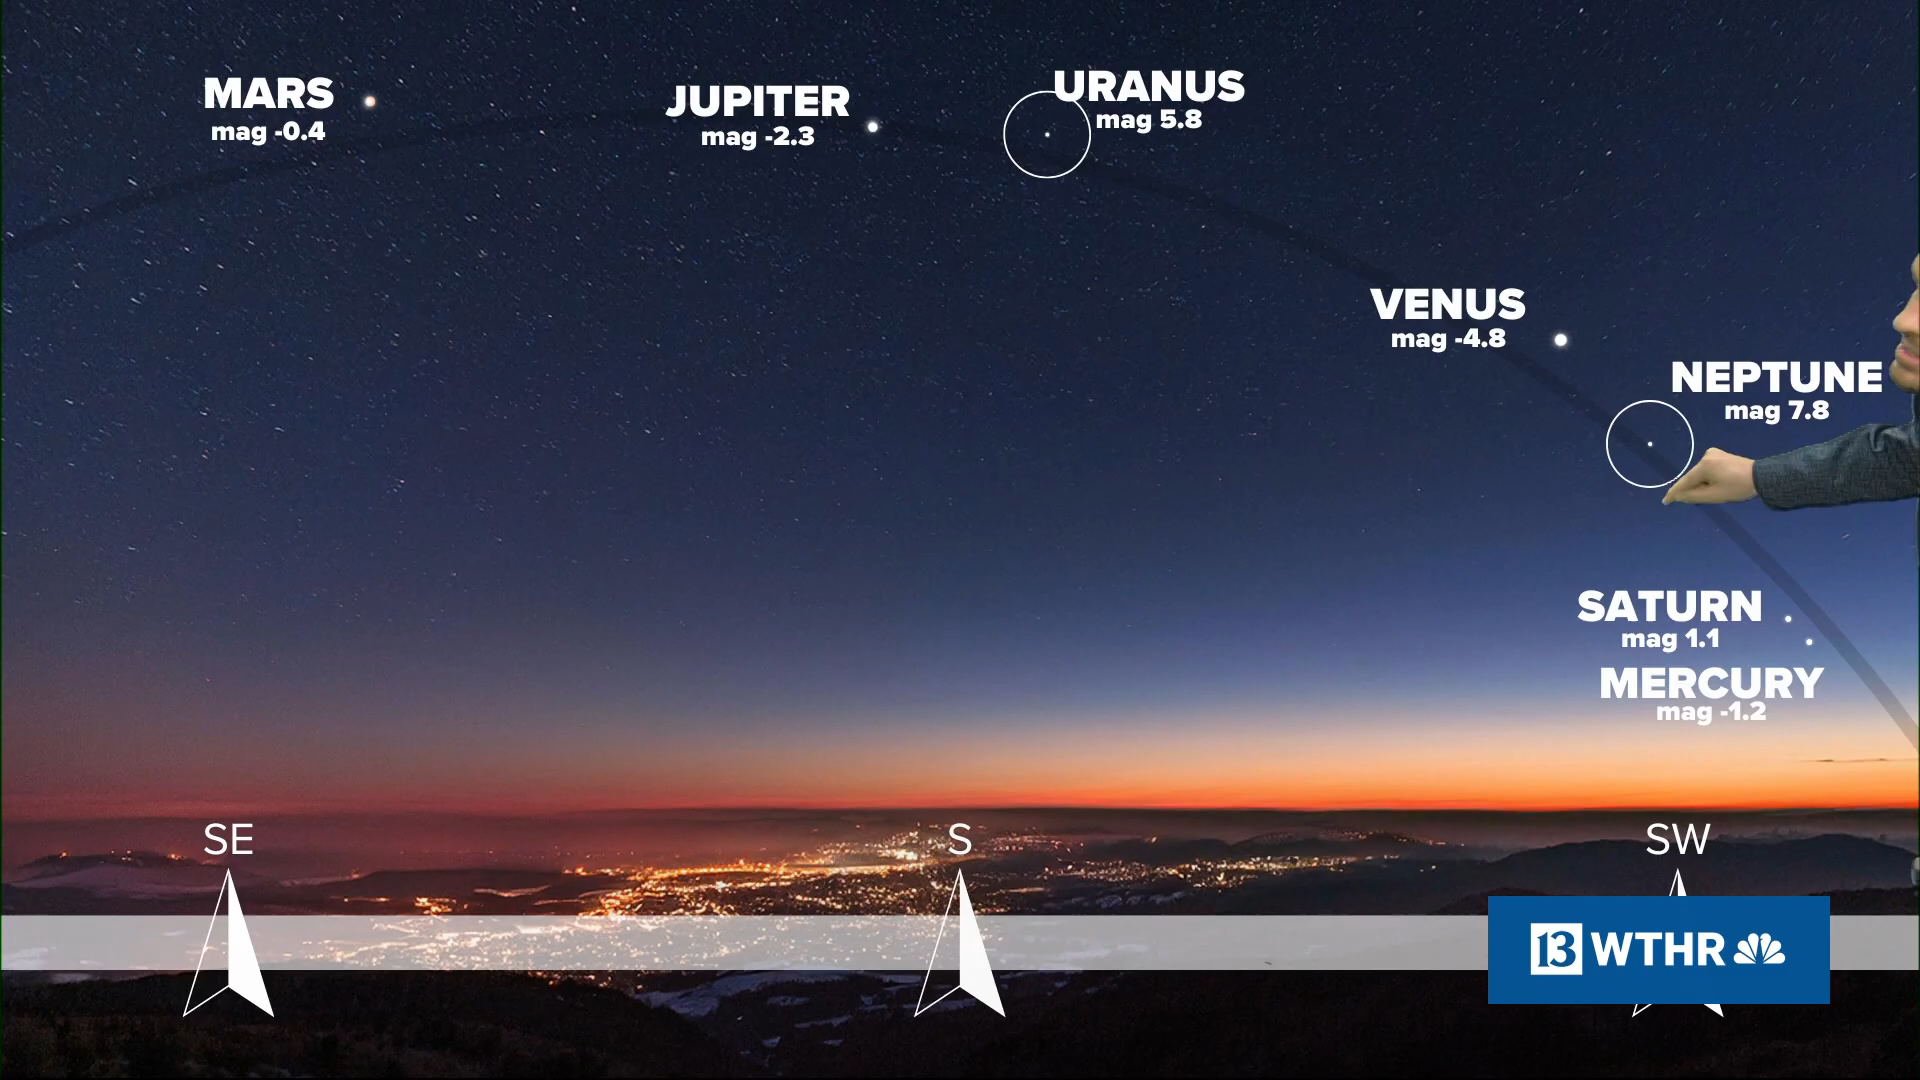 MARS
mag -0.4
JUPITER
mag -2.3
URANUS
mag 5.8
VENUS
mag -4.8
NEPTUNE
mag 7.8
SATURN
mag 1.1
MERCURY
mag -1.2
SE
S
SW
13 WTHR